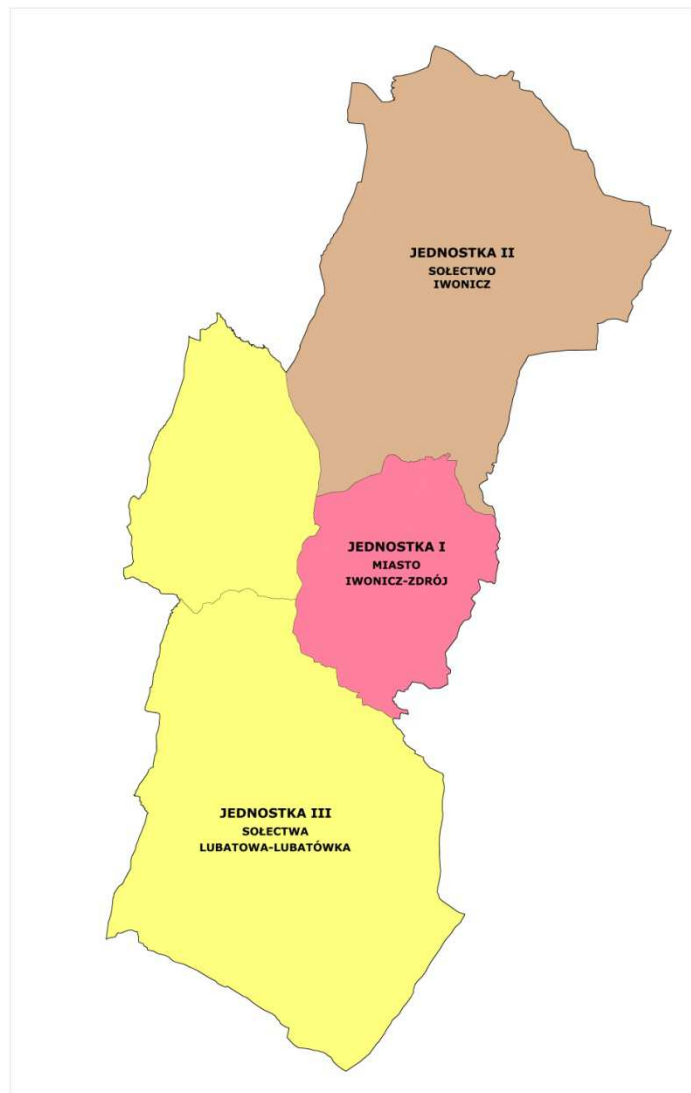 JEDNOSTKA II
SOŁECTWO
IWONICZ
JEDNOSTKA I
MIASTO
IWONICZ-ZDRÓJ
JEDNOSTKA III
SOŁECTWA
LUBATOWA-LUBATÓWKA